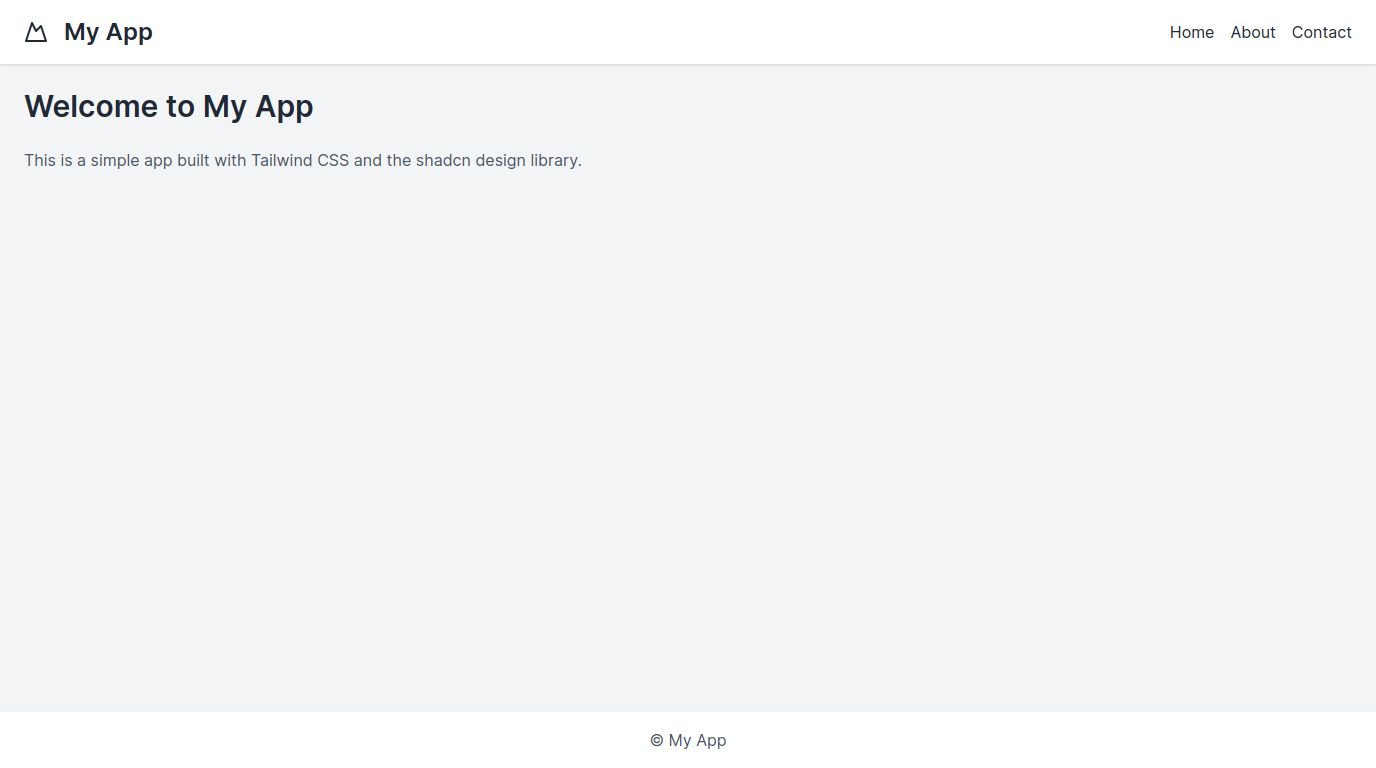 My App
Home About Contact
Welcome to My App
This is a simple app built with Tailwind CSS and the shadcn design library.
© My App